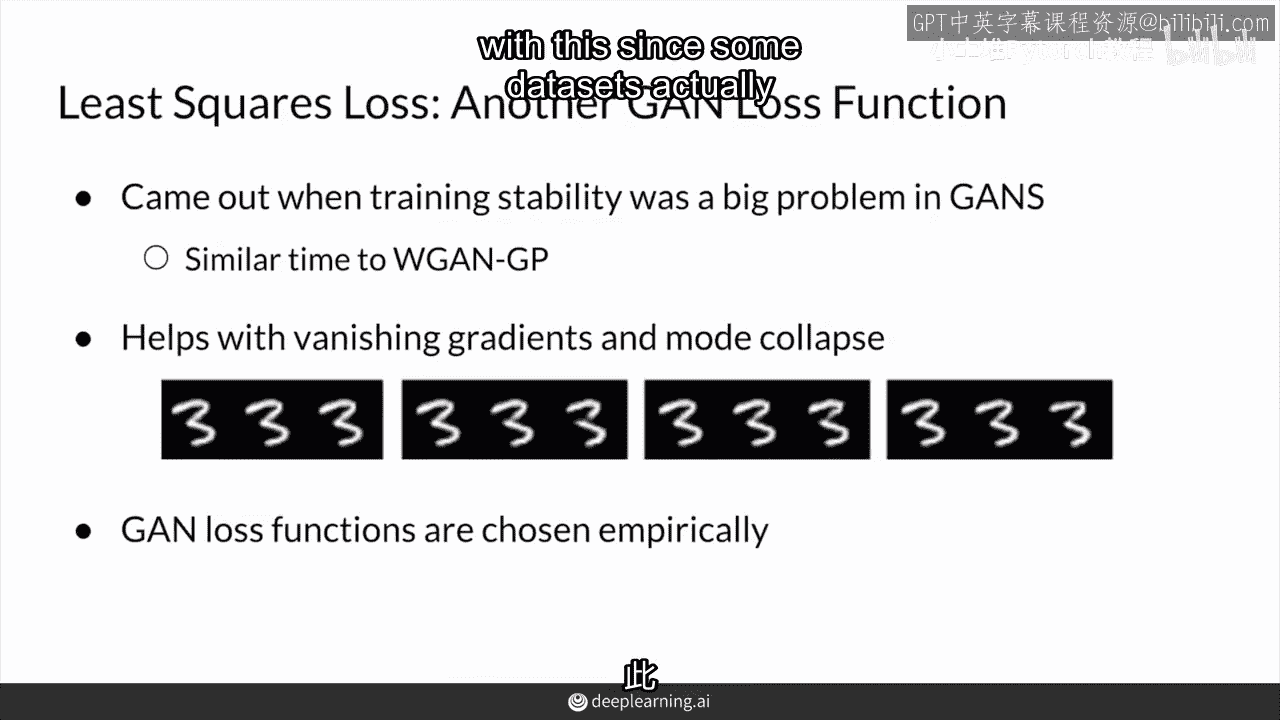 GPT中英字幕课程资源@bilibili.com
with this since some
datasets actually
Least Squares Loss: Another GAN Loss Function
● Came out when training stability was a big problem in GANS
○ Similar time to WGAN-GP
● Helps with vanishing gradients and mode collapse
3 3 3 3 3 3 3 3 3 3 3 3
● GAN loss functions are chosen empirically
此
deeplearning.ai